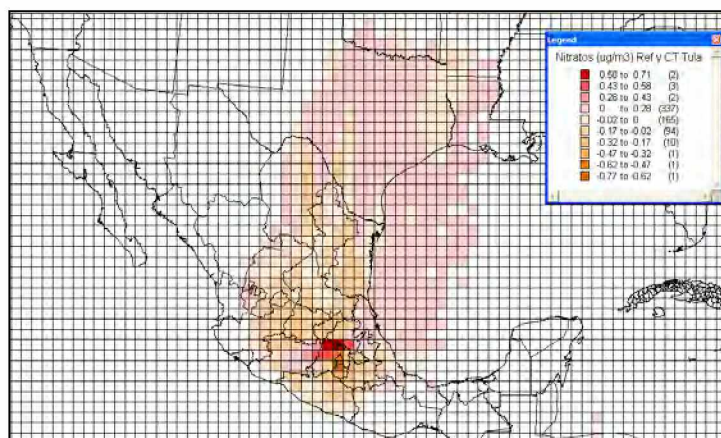 Legend
Nitratos (ug/m3) Ref y CT Tula
0.58 to 0.71 (2)
0.43 to 0.58 (3)
0.28 to 0.43 (2)
0 to 0.28 (337)
-0.02 to 0 (165)
-0.17 to -0.02 (94)
-0.32 to -0.17 (10)
-0.47 to -0.32 (1)
-0.62 to -0.47 (1)
-0.77 to -0.62 (1)